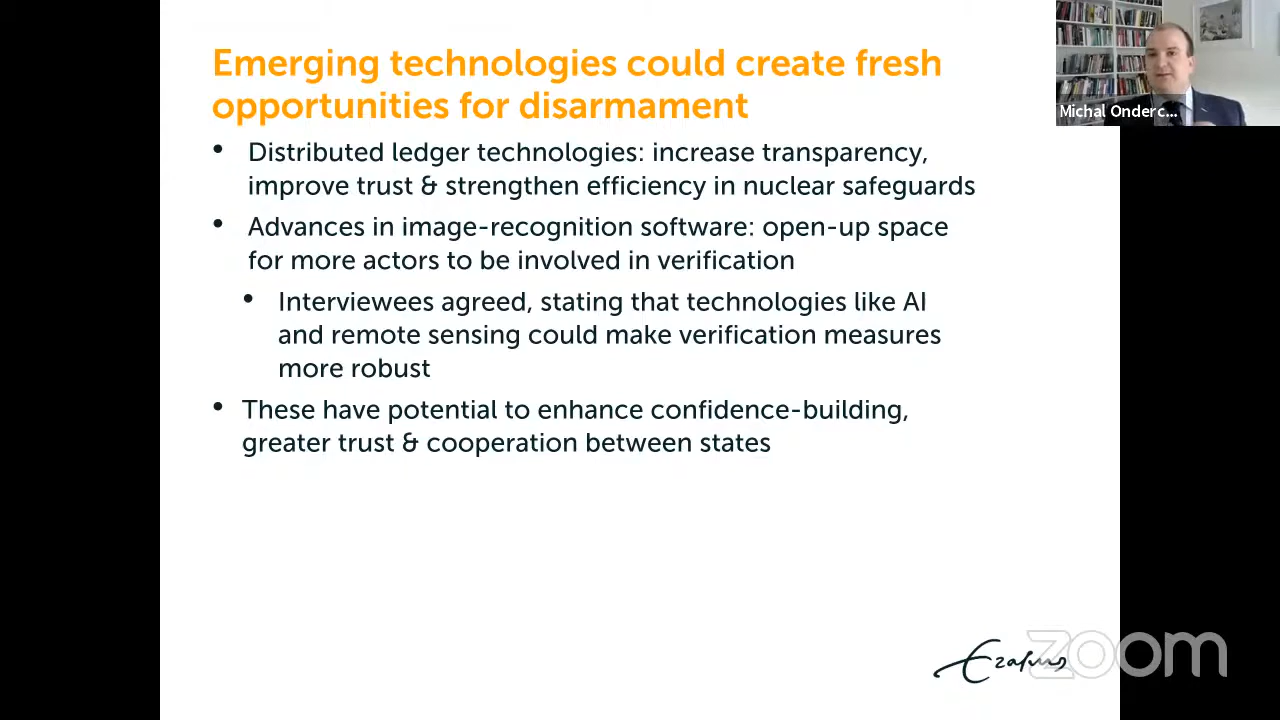 Emerging technologies could create fresh
opportunities for disarmament
• Distributed ledger technologies: increase transparency,
improve trust & strengthen efficiency in nuclear safeguards
• Advances in image-recognition software: open-up space
for more actors to be involved in verification
• Interviewees agreed, stating that technologies like AI
and remote sensing could make verification measures
more robust
• These have potential to enhance confidence-building,
greater trust & cooperation between states
Michal Onderc...
Erasmus
zoom